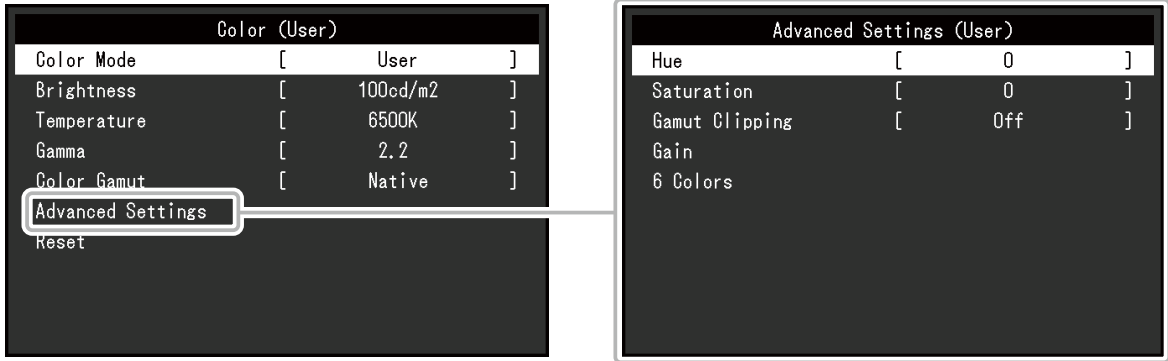 Color (User)
Color Mode [ User ]
Brightness [ 100cd/m2 ]
Temperature [ 6500K ]
Gamma [ 2.2 ]
Color Gamut [ Native ]
Advanced Settings
Reset
Advanced Settings (User)
Hue [ 0 ]
Saturation [ 0 ]
Gamut Clipping [ Off ]
Gain
6 Colors